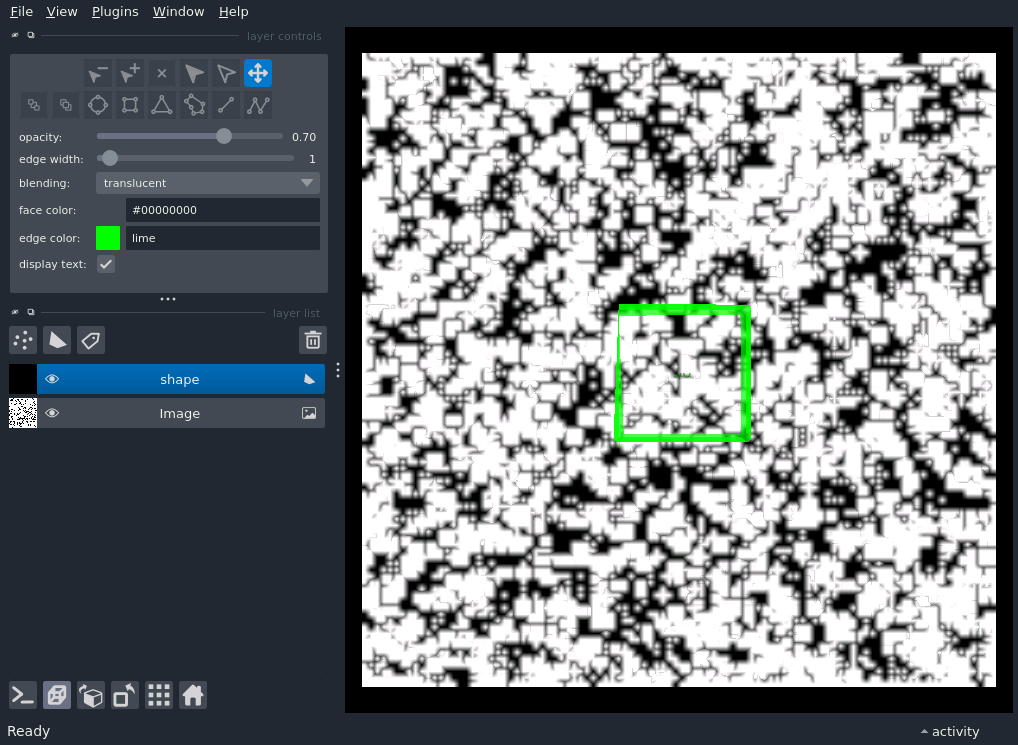 File View Plugins Window Help
layer controls
opacity: 0.70
edge width: 1
blending: translucent
face color: #00000000
edge color: lime
display text:
layer list
shape
Image
Ready
activity